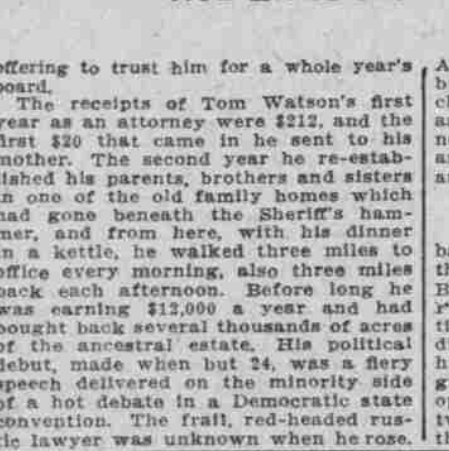 offering to trust him for a whole year's
board.
The receipts of Tom Watson's first
year as an attorney were $212, and the
first $20 that came in he sent to his
mother. The second year he re-estab-
lished his parents, brothers and sisters
in one of the old family homes which
had gone beneath the Sheriff's ham-
mer, and from here, with his dinner
in a kettle, he walked three miles to
office every morning, also three miles
back each afternoon. Before long he
was earning $12,000 a year and had
bought back several thousands of acres
of the ancestral estate. His political
debut, made when but 24, was a fiery
speech delivered on the minority side
of a hot debate in a Democratic state
convention. The frail, red-headed rus-
tic lawyer was unknown when he rose.